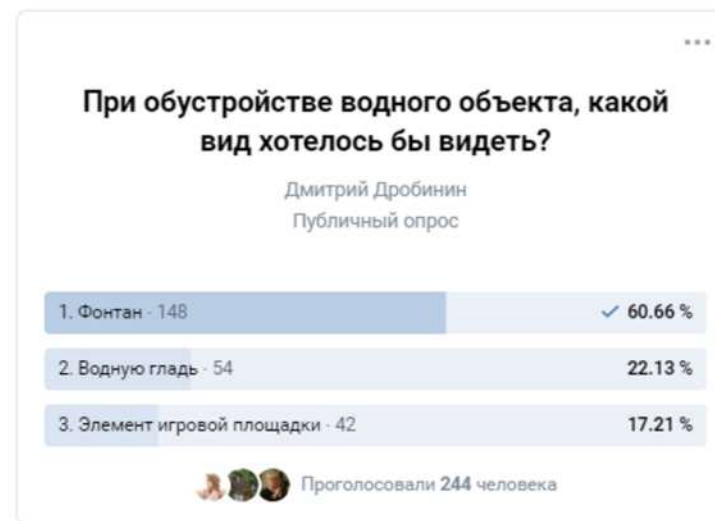 При обустройстве водного объекта, какой
вид хотелось бы видеть?
Дмитрий Дробинин
Публичный опрос
1. Фонтан · 148 60.66 %
2. Водную гладь · 54 22.13 %
3. Элемент игровой площадки · 42 17.21 %
Проголосовали 244 человека